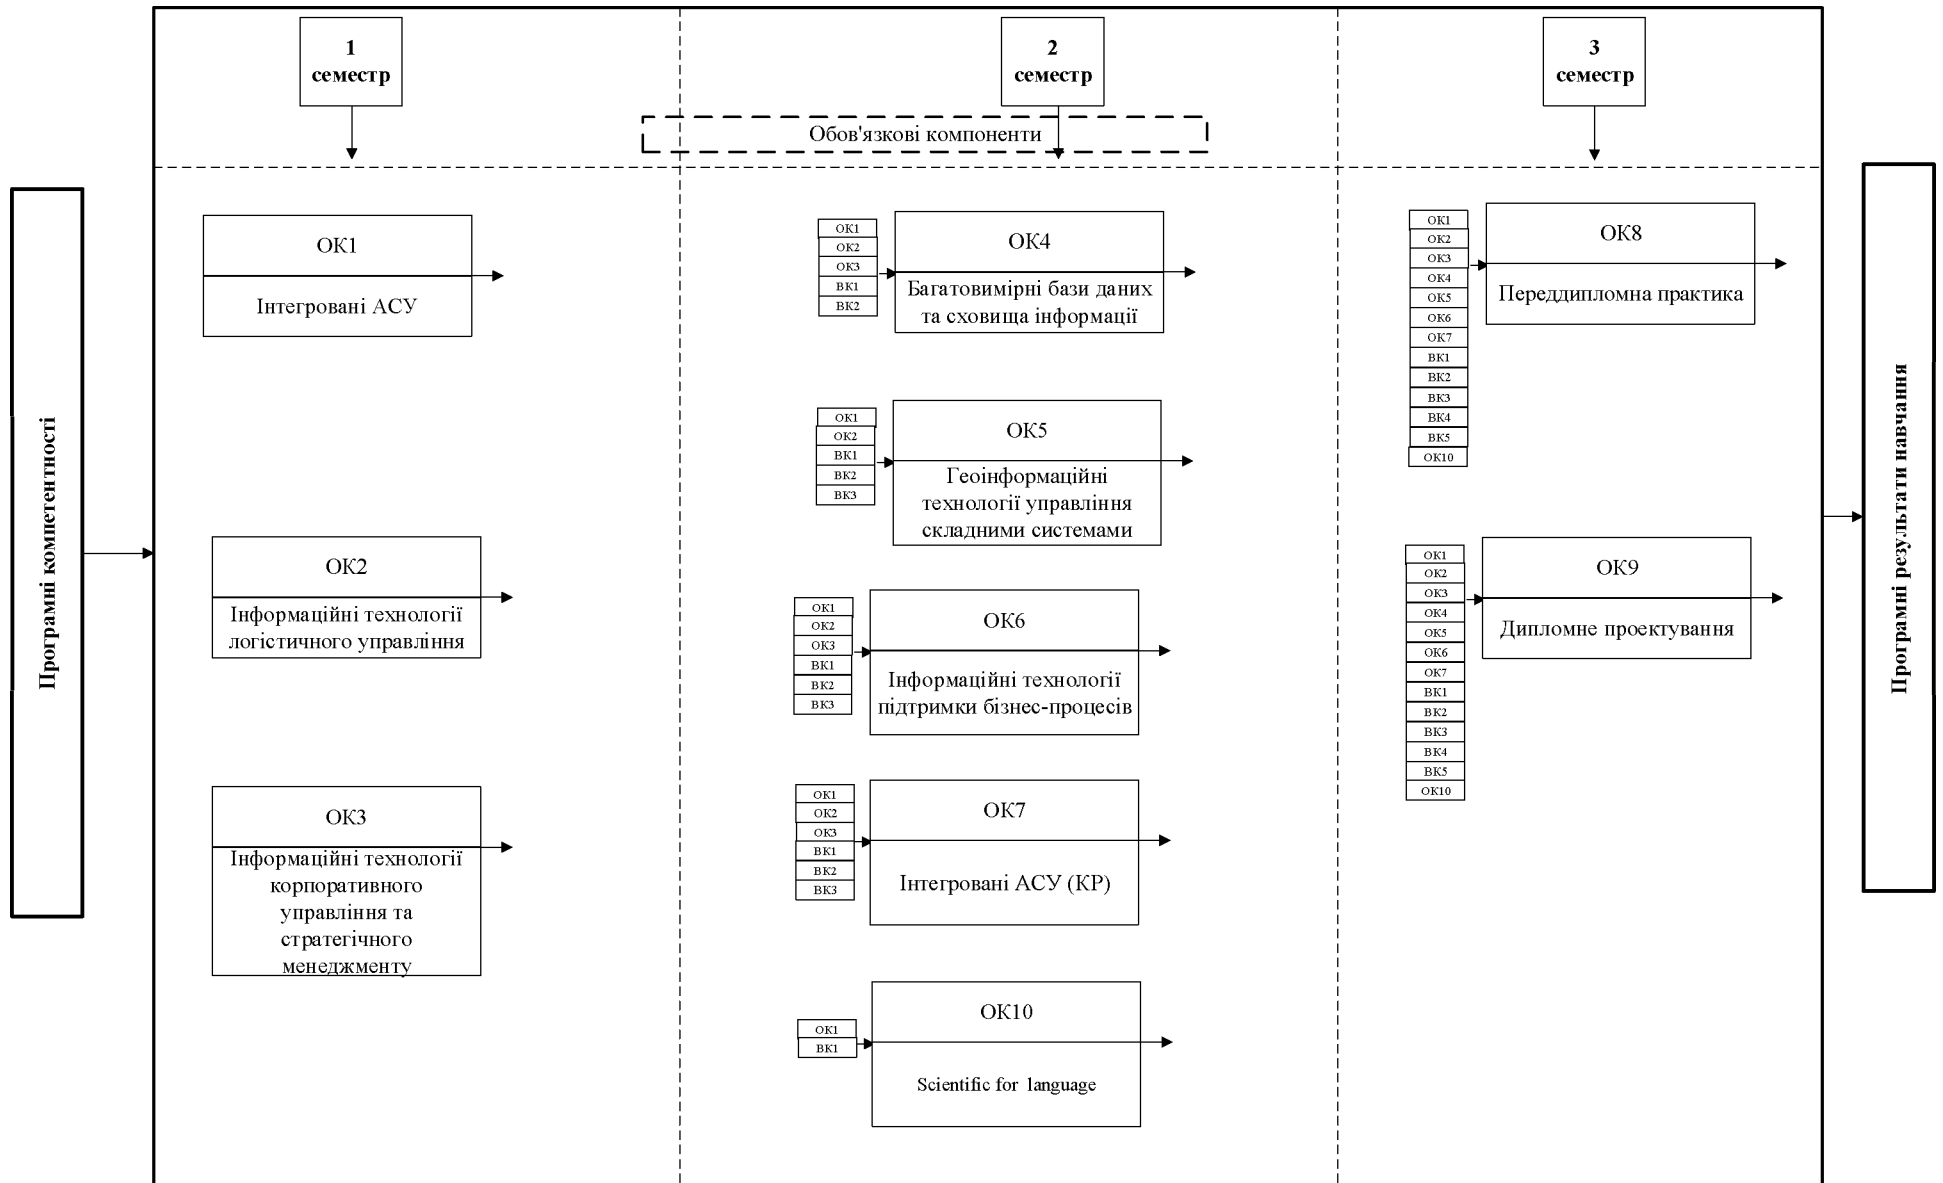 1
семестр
2
семестр
3
семестр
Обов'язкові компоненти
Програмні компетентності
ОК1
Інтегровані АСУ
ОК2
Інформаційні технології
логістичного управління
ОК3
Інформаційні технології
корпоративного
управління та
стратегічного
менеджменту
ОК1
ОК2
ОК3
ВК1
ВК2
ОК4
Багатовимірні бази даних
та сховища інформації
ОК1
ОК2
ВК1
ВК2
ВК3
ОК5
Геоінформаційні
технології управління
складними системами
ОК1
ОК2
ОК3
ВК1
ВК2
ВК3
ОК6
Інформаційні технології
підтримки бізнес-процесів
ОК1
ОК2
ОК3
ВК1
ВК2
ВК3
ОК7
Інтегровані АСУ (КР)
ОК1
ВК1
ОК10
Scientific for language
ОК1
ОК2
ОК3
ОК4
ОК5
ОК6
ОК7
ВК1
ВК2
ВК3
ВК4
ВК5
ОК10
ОК8
Переддипломна практика
ОК1
ОК2
ОК3
ОК4
ОК5
ОК6
ОК7
ВК1
ВК2
ВК3
ВК4
ВК5
ОК10
ОК9
Дипломне проектування
Програмні результати навчання